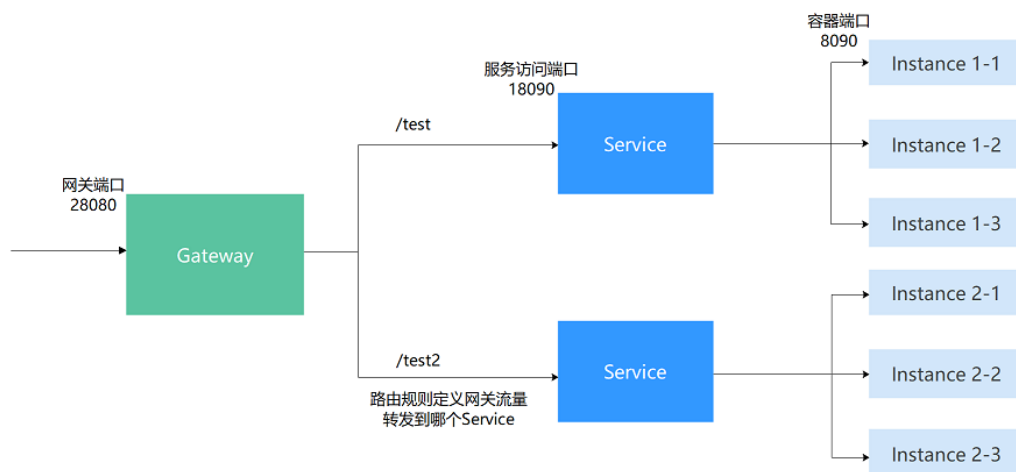 容器端口
8090
Instance 1-1
服务访问端口
18090
/test
Service
Instance 1-2
网关端口
28080
Instance 1-3
Gateway
Instance 2-1
/test2
Service
Instance 2-2
路由规则定义网关流量
转发到哪个Service
Instance 2-3